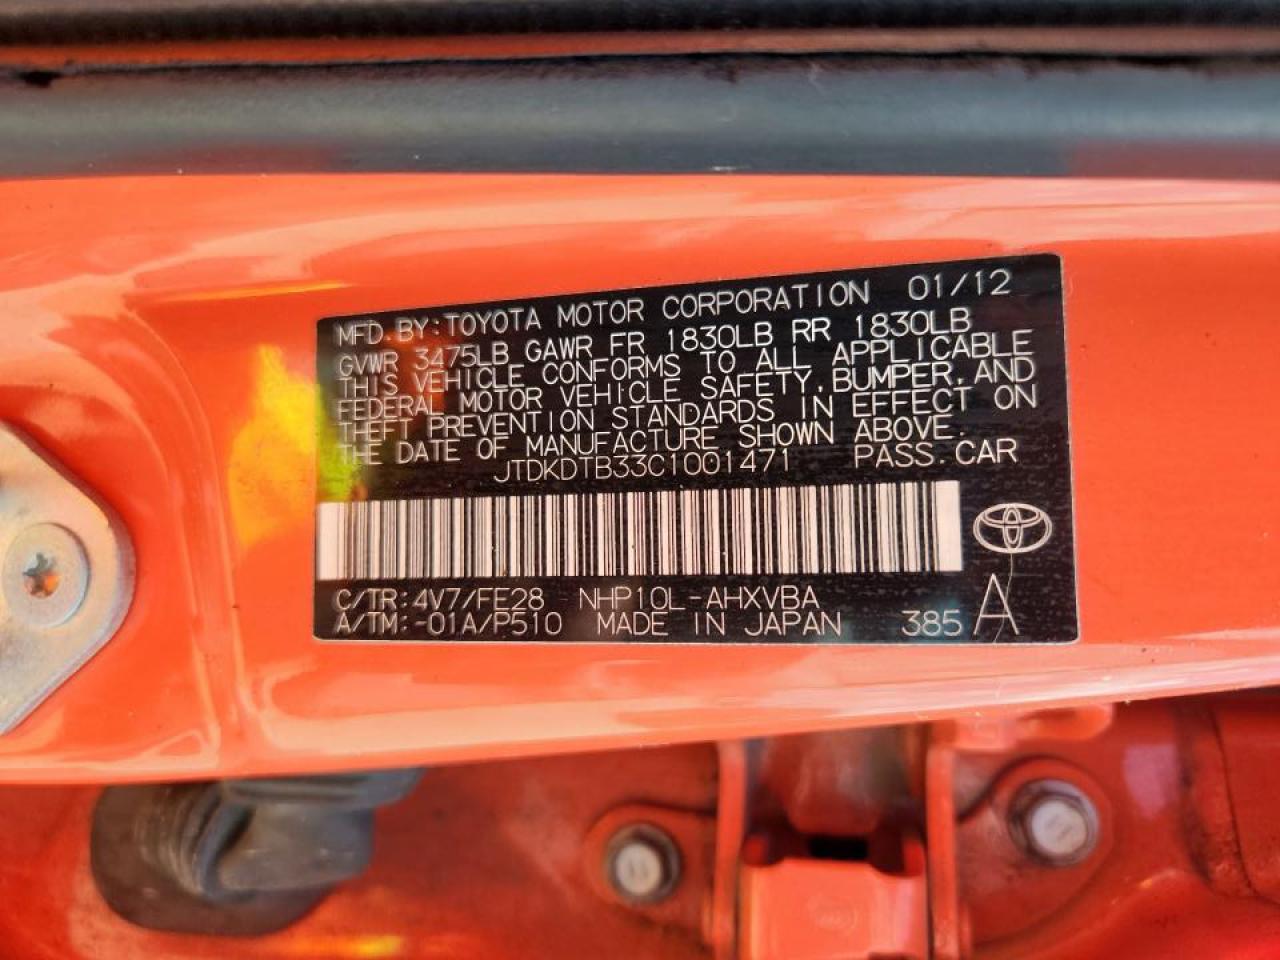 MFD. BY: TOYOTA MOTOR CORPORATION 01/12
GVWR 3475LB GAWR FR 1830LB RR 1830LB
THIS VEHICLE CONFORMS TO ALL APPLICABLE
FEDERAL MOTOR VEHICLE SAFETY, BUMPER, AND
THEFT PREVENTION STANDARDS IN EFFECT ON
THE DATE OF MANUFACTURE SHOWN ABOVE.
JTDKDTB33C1001471 PASS. CAR
C/TR: 4V7/FE28 NHP10L-AHXVBA
A/TM: -01A/P510 MADE IN JAPAN 385 A